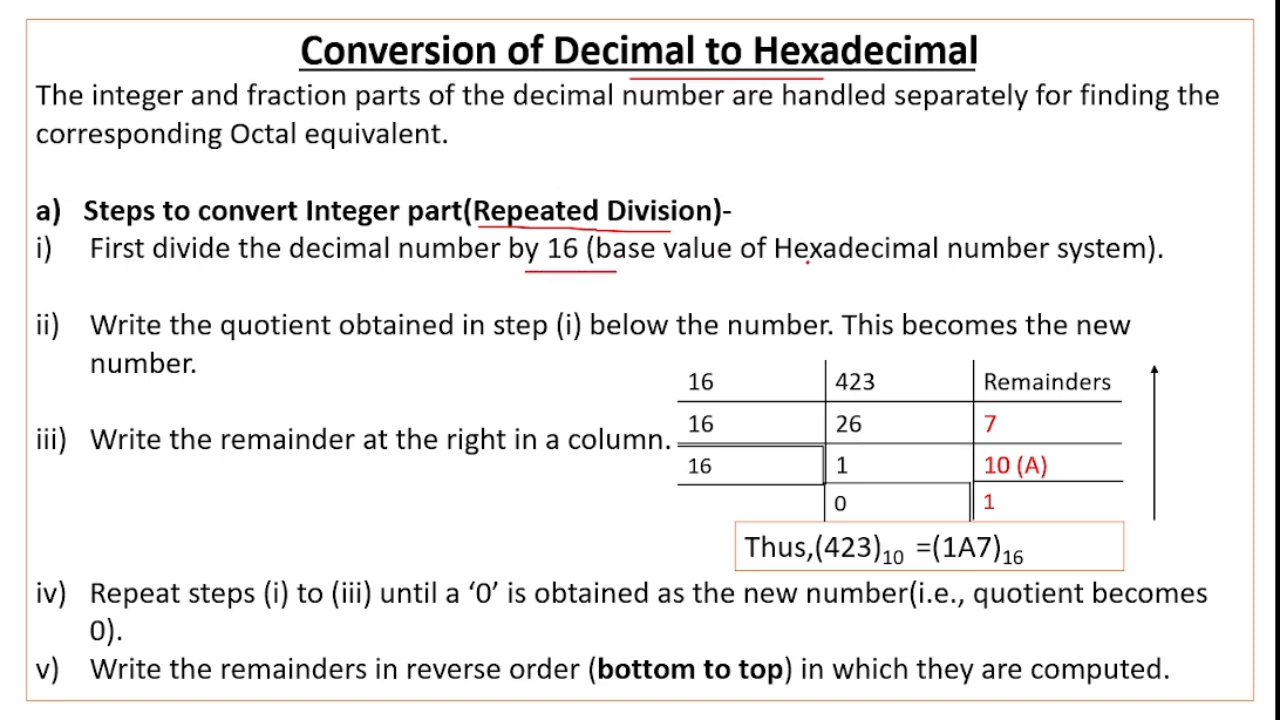 Conversion of Decimal to Hexadecimal
The integer and fraction parts of the decimal number are handled separately for finding the
corresponding Octal equivalent.
a) Steps to convert Integer part(Repeated Division)-
i) First divide the decimal number by 16 (base value of Hexadecimal number system).
ii) Write the quotient obtained in step (i) below the number. This becomes the new
number.
iii) Write the remainder at the right in a column.
16 423 Remainders
16 26 7
16 1 10 (A)
0 1
Thus,(423)₁₀ =(1A7)₁₆
iv) Repeat steps (i) to (iii) until a ‘0’ is obtained as the new number(i.e., quotient becomes
0).
v) Write the remainders in reverse order (bottom to top) in which they are computed.